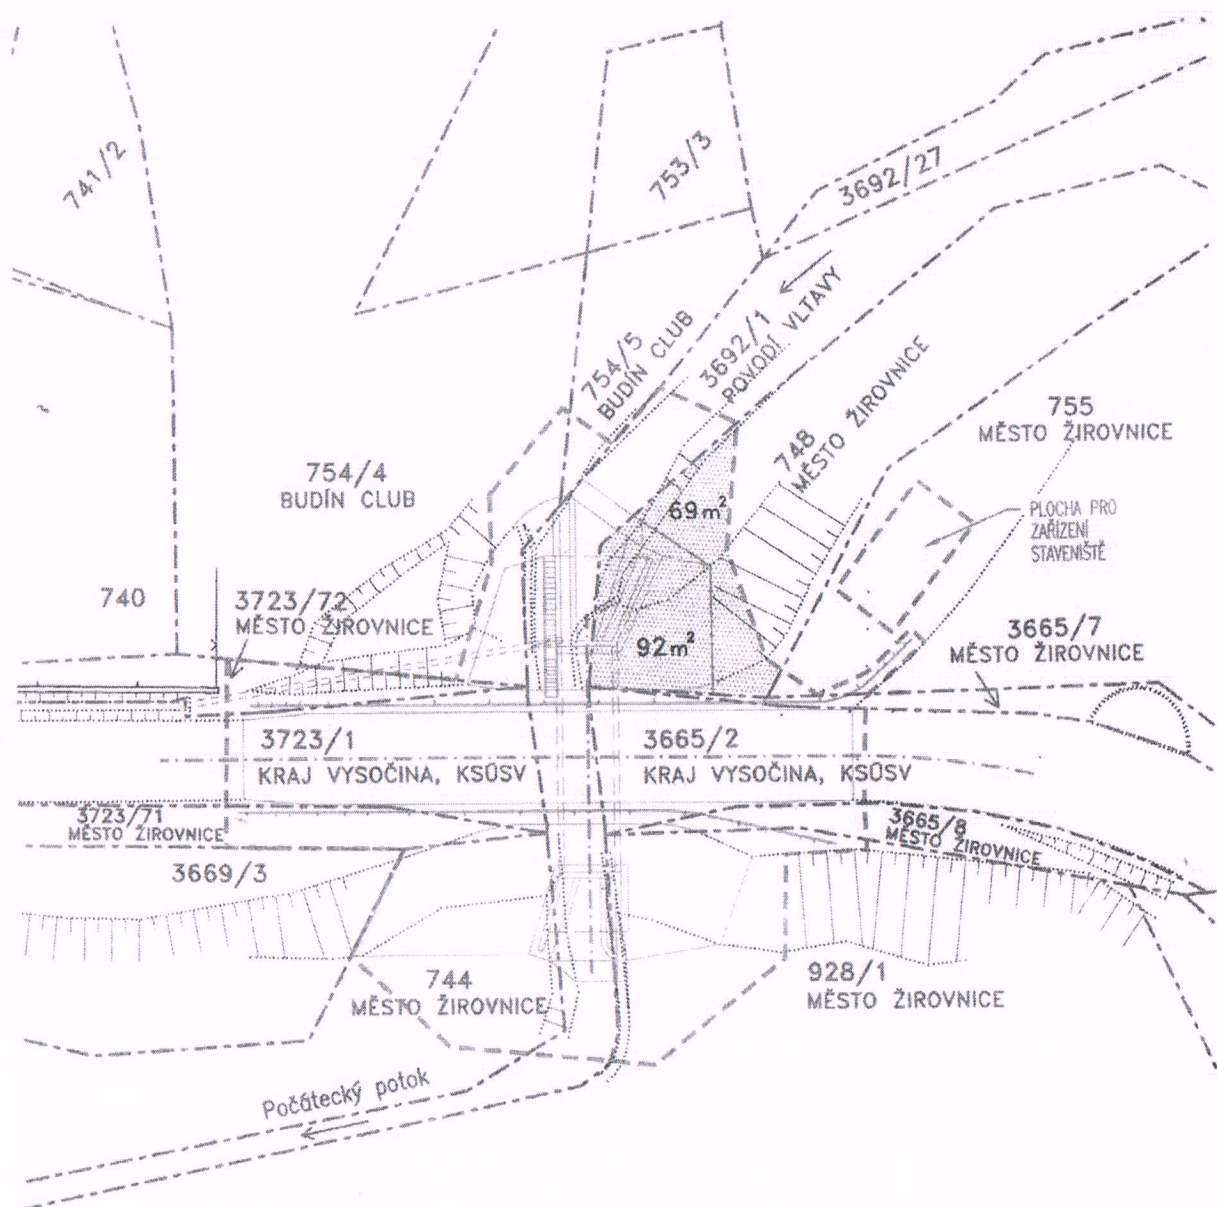 741/2
753/3
3692/27
754/5
BUDÍN CLUB
3692/1
POVODÍ VLTAVY
748
MĚSTO ŽIROVNICE
755
MĚSTO ŽIROVNICE
754/4
BUDÍN CLUB
69 m²
PLOCHA PRO
ZAŘÍZENÍ
STAVENIŠTĚ
740
3723/72
MĚSTO ŽIROVNICE
92 m²
3665/7
MĚSTO ŽIROVNICE
3723/1
KRAJ VYSOČINA, KSÚSV
3665/2
KRAJ VYSOČINA, KSÚSV
3723/71
MĚSTO ŽIROVNICE
3665/8
MĚSTO ŽIROVNICE
3669/3
744
MĚSTO ŽIROVNICE
928/1
MĚSTO ŽIROVNICE
Počátecký potok